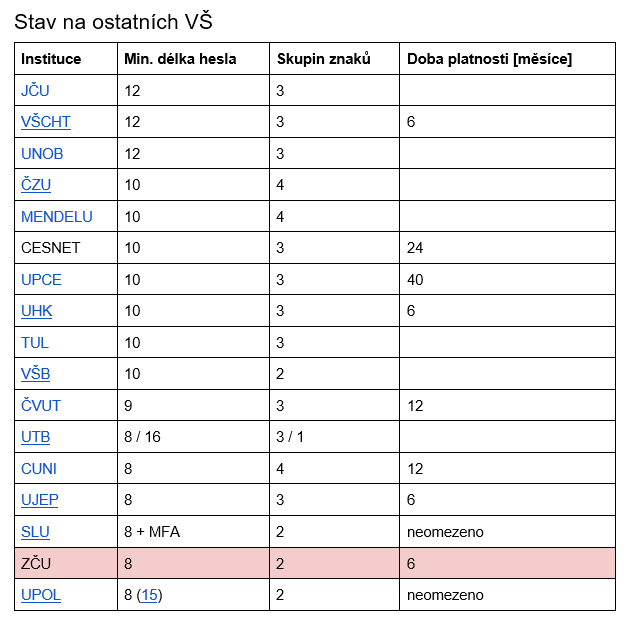 Stav na ostatních VŠ
Instituce Min. délka hesla Skupin znaků Doba platnosti [měsíce]
JČU 12 3
VŠCHT 12 3 6
UNOB 12 3
ČZU 10 4
MENDELU 10 4
CESNET 10 3 24
UPCE 10 3 40
UHK 10 3 6
TUL 10 3
VŠB 10 2
ČVUT 9 3 12
UTB 8 / 16 3 / 1
CUNI 8 4 12
UJEP 8 3 6
SLU 8 + MFA 2 neomezeno
ZČU 8 2 6
UPOL 8 (15) 2 neomezeno